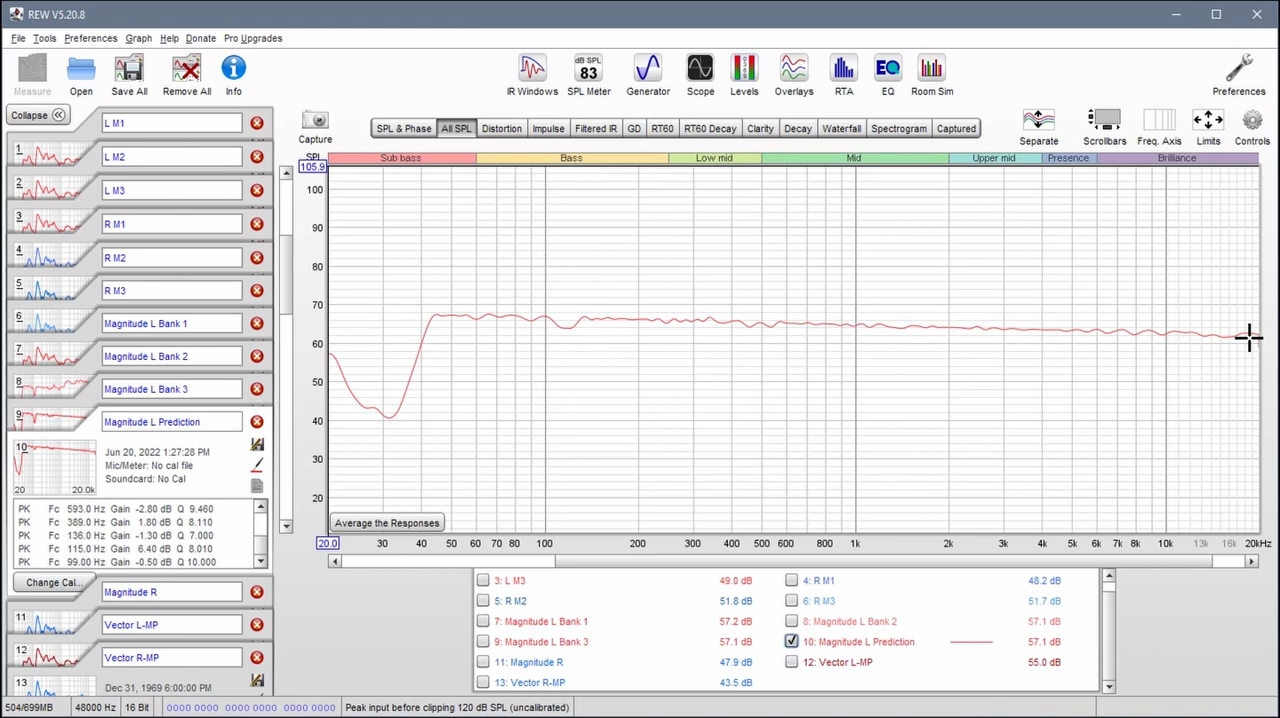 REW V5.20.8
File Tools Preferences Graph Help Donate Pro Upgrades
Measure Open Save All Remove All Info IR Windows SPL Meter Generator Scope Levels Overlays RTA EQ Room Sim Preferences
dB SPL
83
EQ
Collapse
Capture
SPL & Phase All SPL Distortion Impulse Filtered IR GD RT60 RT60 Decay Clarity Decay Waterfall Spectrogram Captured
Separate Scrollbars Freq. Axis Limits Controls
L M1
1 L M2
2 L M3
3 R M1
4 R M2
5 R M3
6 Magnitude L Bank 1
7 Magnitude L Bank 2
8 Magnitude L Bank 3
9 Magnitude L Prediction
10
20 20.0k
Jun 20, 2022 1:27:28 PM
Mic/Meter: No cal file
Soundcard: No Cal
PK Fc 593.0 Hz Gain -2.80 dB Q 9.460
PK Fc 389.0 Hz Gain 1.80 dB Q 8.110
PK Fc 136.0 Hz Gain -1.30 dB Q 7.000
PK Fc 115.0 Hz Gain 6.40 dB Q 8.010
PK Fc 99.00 Hz Gain -0.50 dB Q 10.000
Change Cal...
Magnitude R
11 Vector L-MP
12 Vector R-MP
13 Dec 31, 1969 6:00:00 PM
SPL
Sub bass Bass Low mid Mid Upper mid Presence Brilliance
105.9
100
90
80
70
60
50
40
30
20
Average the Responses
20.0 30 40 50 60 70 80 100 200 300 400 500 600 800 1k 2k 3k 4k 5k 6k 7k 8k 10k 13k 16k 20kHz
3: L M3 49.0 dB 4: R M1 48.2 dB
5: R M2 51.8 dB 6: R M3 51.7 dB
7: Magnitude L Bank 1 57.2 dB 8: Magnitude L Bank 2 57.1 dB
9: Magnitude L Bank 3 57.1 dB 10: Magnitude L Prediction 57.1 dB
11: Magnitude R 47.9 dB 12: Vector L-MP 55.0 dB
13: Vector R-MP 43.5 dB
504/699MB 48000 Hz 16 Bit 0000 0000 0000 0000 0000 0000 Peak input before clipping 120 dB SPL (uncalibrated)